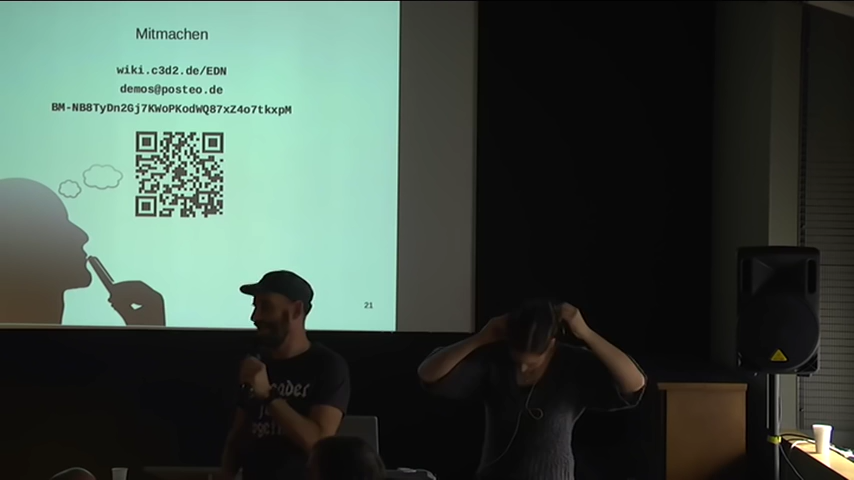 Mitmachen
wiki.c3d2.de/EDN
demos@posteo.de
BM-NB8TyDn2Gj7KWoPKodWQ87xZ4o7tkxpM
21